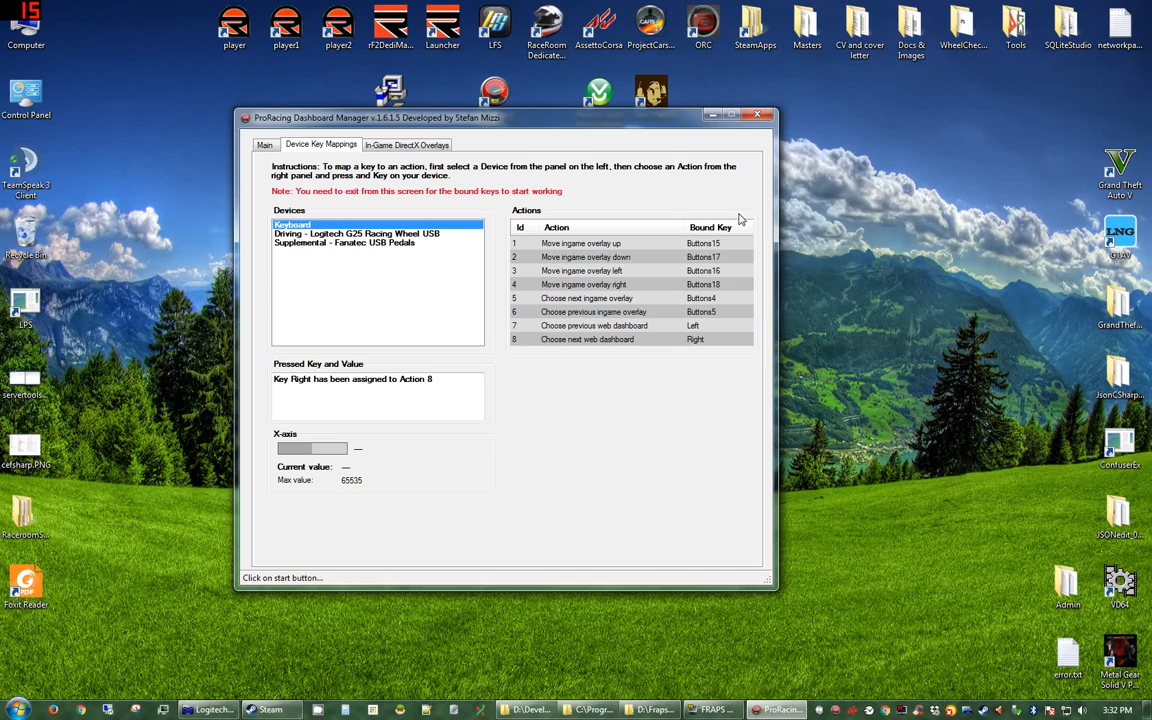 15
Computer
player
player1
player2
rF2DediMa...
Launcher
LFS
RaceRoom
Dedicate...
AssettoCorsa
ProjectCars...
ORC
SteamApps
Masters
CV and cover
letter
Docs &
Images
WheelChec...
Tools
SQLiteStudio
networkpa...
Control Panel
TeamSpeak 3
Client
Recycle Bin
LPS
servertools...
cefsharp.PNG
RaceroomS...
Foxit Reader
ProRacing Dashboard Manager v.1.6.1.5 Developed by Stefan Mizzi
Main
Device Key Mappings
In-Game DirectX Overlays
Instructions: To map a key to an action, first select a Device from the panel on the left, then choose an Action from the
right panel and press and Key on your device.
Note: You need to exit from this screen for the bound keys to start working
Devices
Keyboard
Driving - Logitech G25 Racing Wheel USB
Supplemental - Fanatec USB Pedals
Actions
Id Action Bound Key
1 Move ingame overlay up Buttons15
2 Move ingame overlay down Buttons17
3 Move ingame overlay left Buttons16
4 Move ingame overlay right Buttons18
5 Choose next ingame overlay Buttons4
6 Choose previous ingame overlay Buttons5
7 Choose previous web dashboard Left
8 Choose next web dashboard Right
Pressed Key and Value
Key Right has been assigned to Action 8
X-axis
—
Current value: —
Max value: 65535
Click on start button...
Grand Theft
Auto V
LNG
GTAV
GrandThef...
JsonCSharp...
ConfuserEx
JSONedit_0...
Admin
VD64
error.txt
Metal Gear
Solid V P...
Logitech...
Steam
D:\Devel...
C:\Progr...
D:\Fraps...
FRAPS ...
ProRacin...
3:32 PM